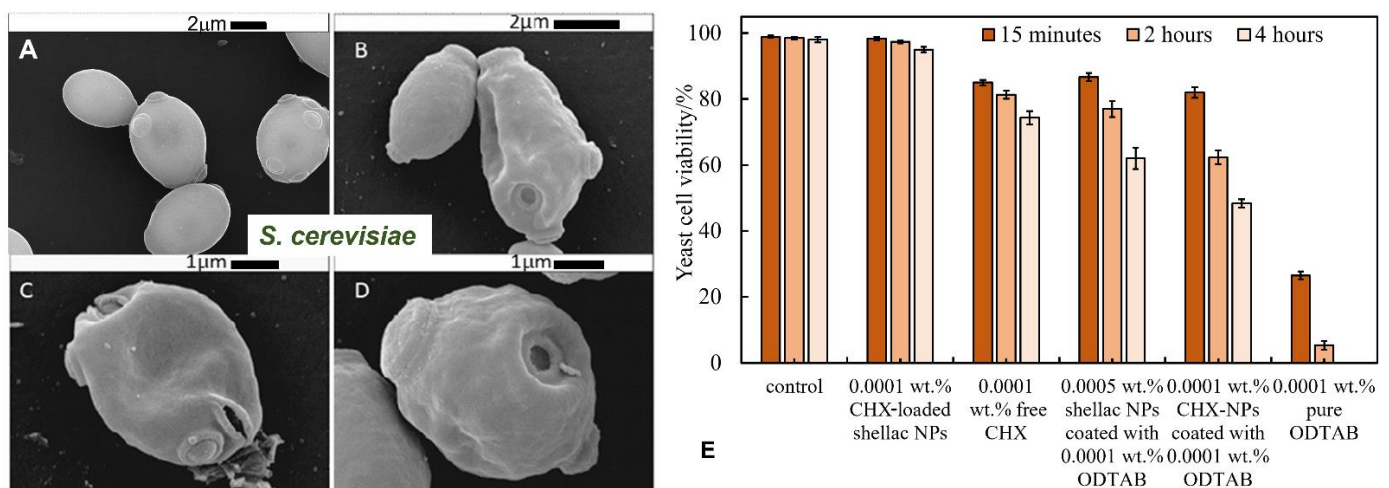 2μm
A
2μm
B
S. cerevisiae
1μm
C
1μm
D
Yeast cell viability/%
100
80
60
40
20
0
15 minutes
2 hours
4 hours
control
0.0001 wt.%
CHX-loaded
shellac NPs
0.0001
wt.% free
CHX
0.0005 wt.%
shellac NPs
coated with
0.0001 wt.%
ODTAB
0.0001 wt.%
CHX-NPs
coated with
0.0001 wt.%
ODTAB
0.0001 wt.%
pure
ODTAB
E